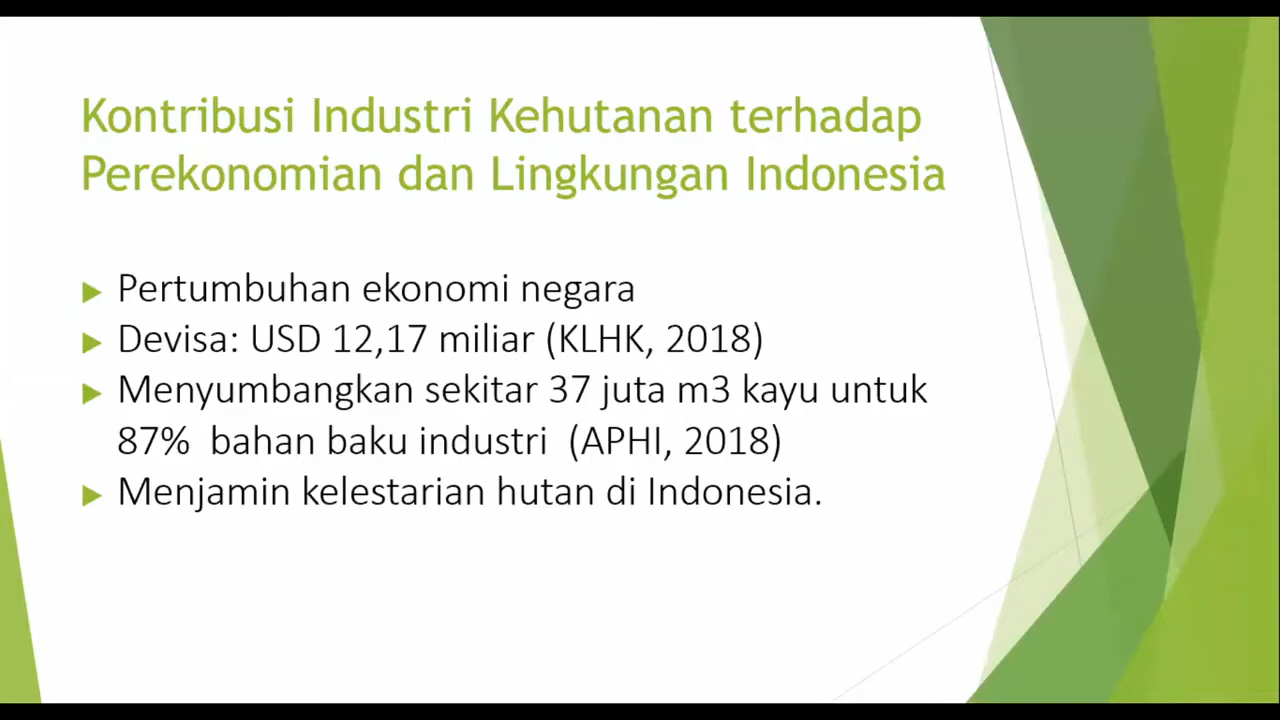 Kontribusi Industri Kehutanan terhadap
Perekonomian dan Lingkungan Indonesia
Pertumbuhan ekonomi negara
Devisa: USD 12,17 miliar (KLHK, 2018)
Menyumbangkan sekitar 37 juta m3 kayu untuk
87% bahan baku industri (APHI, 2018)
Menjamin kelestarian hutan di Indonesia.